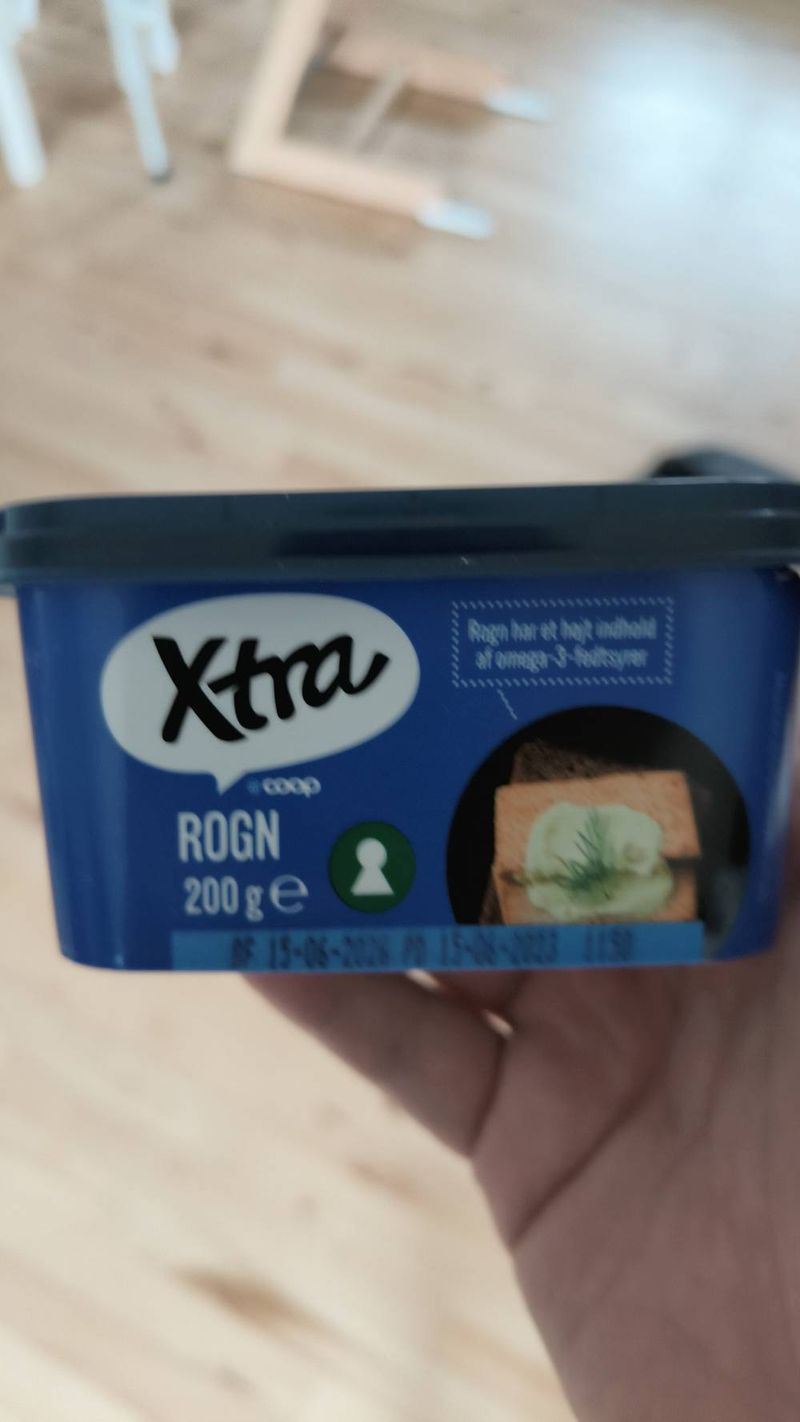 Xtra
Rogn har et højt indhold
af omega-3-fedtsyrer
coop
ROGN
200 g e
BF 15-06-2026 PD 15-06-2023 1150